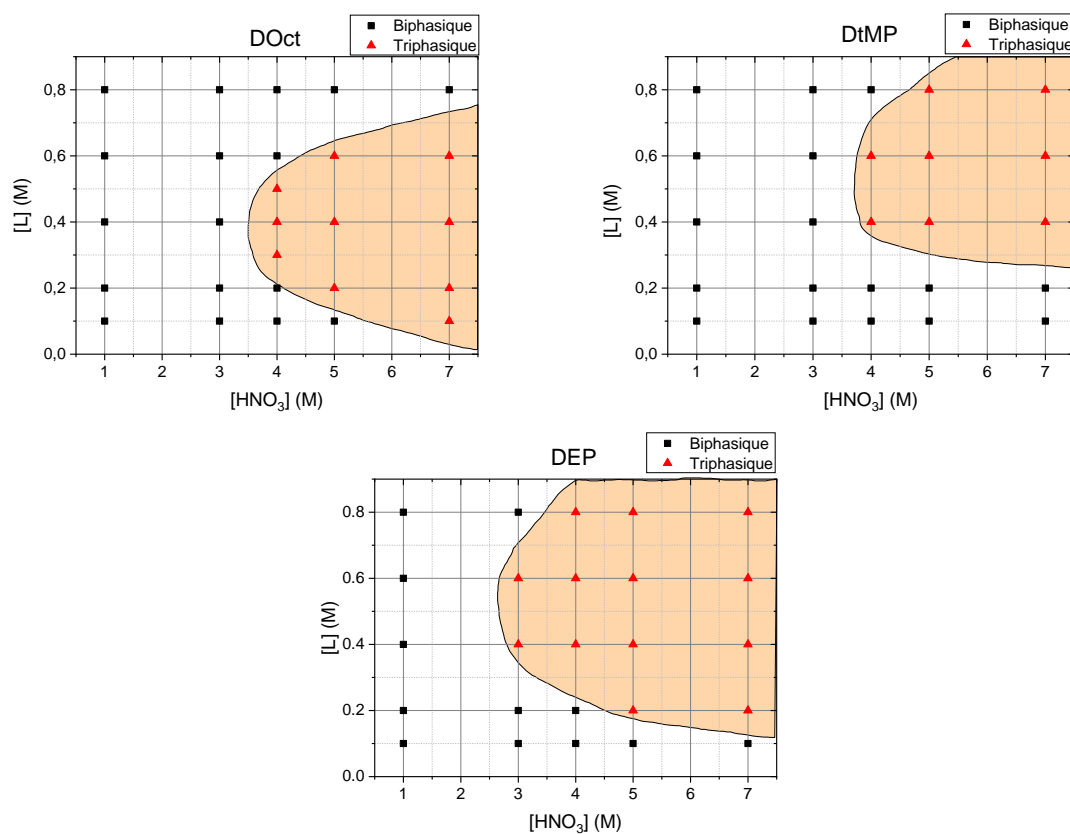 DOct
Biphasique
Triphasique
0,8
0,6
0,4
0,2
0,0
[L] (M)
1 2 3 4 5 6 7
[HNO₃] (M)
DtMP
Biphasique
Triphasique
0,8
0,6
0,4
0,2
0,0
[L] (M)
1 2 3 4 5 6 7
[HNO₃] (M)
DEP
Biphasique
Triphasique
0.8
0.6
0.4
0.2
0.0
[L] (M)
1 2 3 4 5 6 7
[HNO₃] (M)